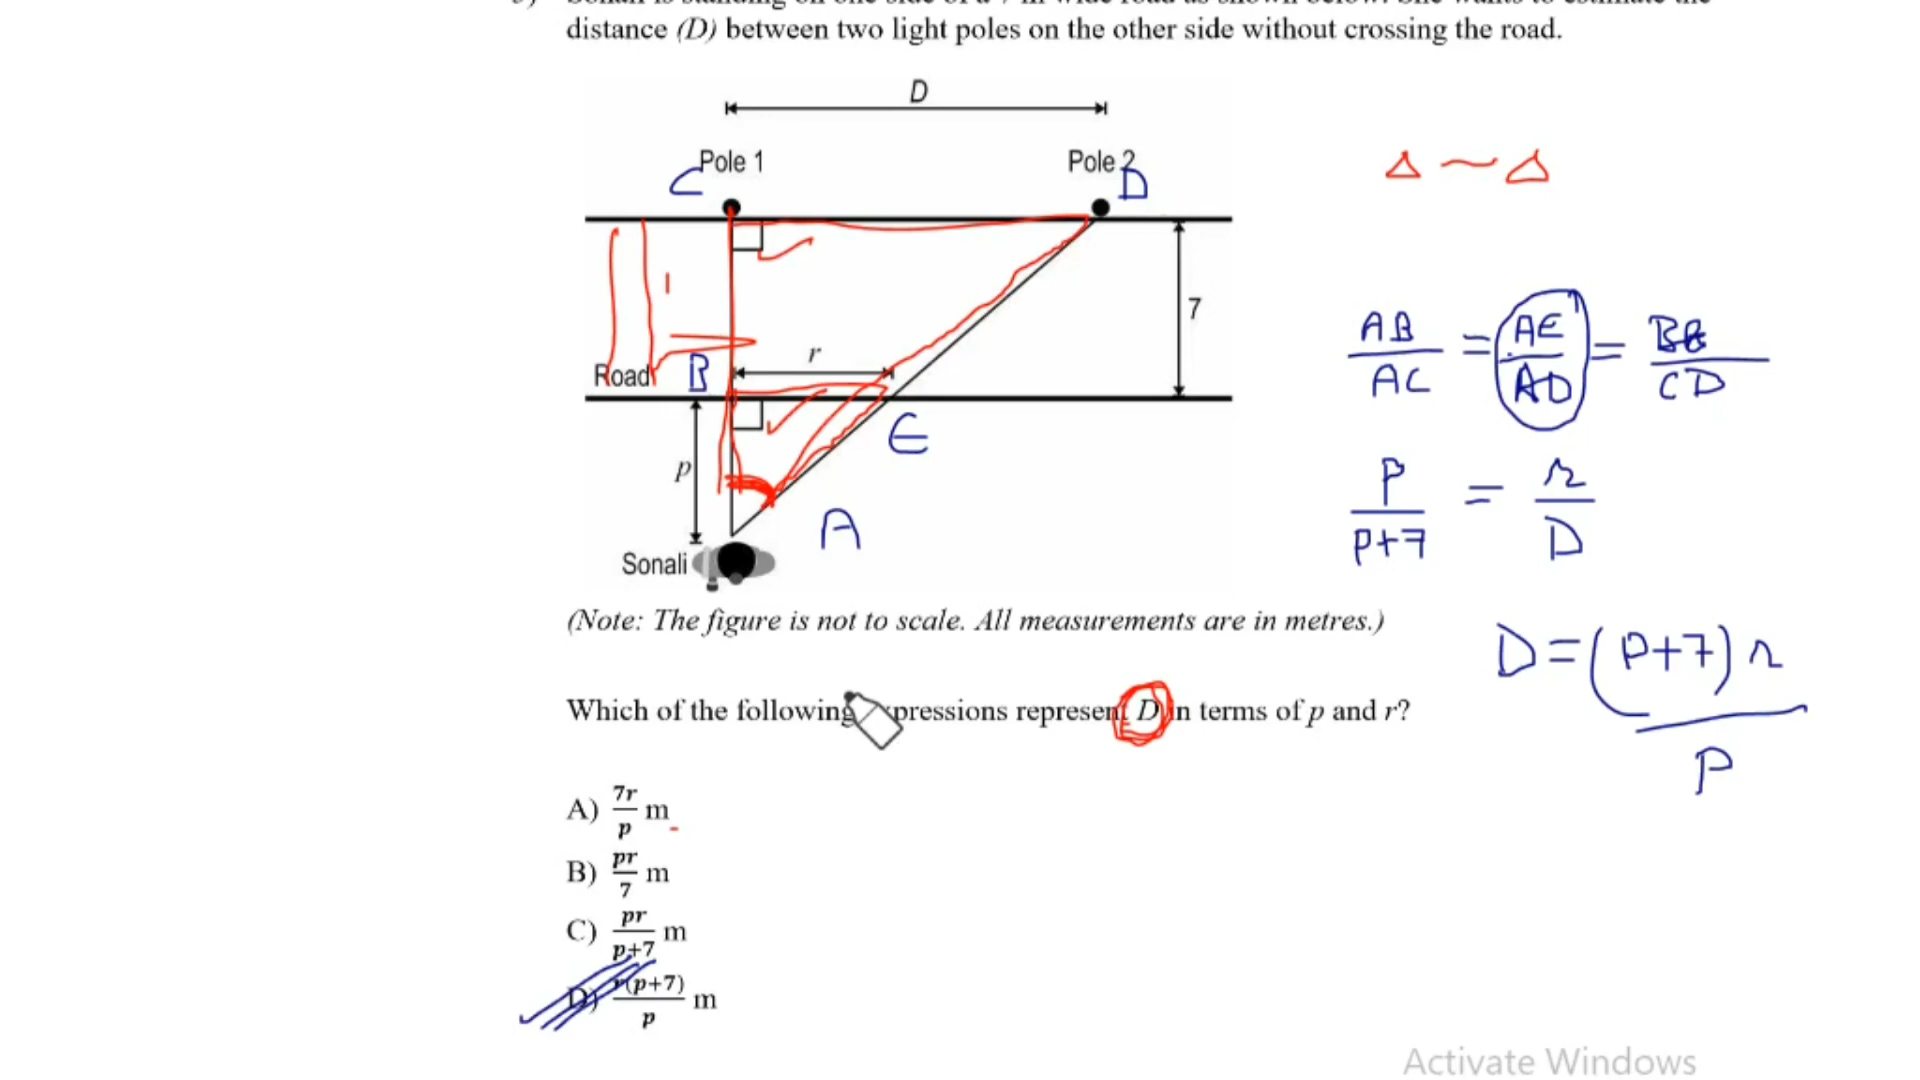 distance (D) between two light poles on the other side without crossing the road.
D
Pole 1
Pole 2
C
D
7
r
Road
B
E
p
A
Sonali
(Note: The figure is not to scale. All measurements are in metres.)
Which of the following expressions represent D in terms of p and r?
A) 7r/p m
B) pr/7 m
C) pr/p+7 m
D) r(p+7)/p m
Δ ~ Δ
AB/AC = AE/AD = BE/CD
P/P+7 = r/D
D = (P+7) r/P
Activate Windows